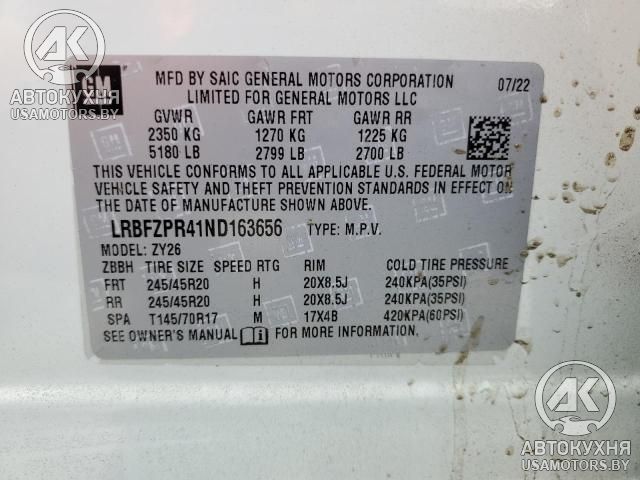 GM
MFD BY SAIC GENERAL MOTORS CORPORATION 07/22
LIMITED FOR GENERAL MOTORS LLC
GVWR GAWR FRT GAWR RR
2350 KG 1270 KG 1225 KG
5180 LB 2799 LB 2700 LB
THIS VEHICLE CONFORMS TO ALL APPLICABLE U.S. FEDERAL MOTOR
VEHICLE SAFETY AND THEFT PREVENTION STANDARDS IN EFFECT ON
THE DATE OF MANUFACTURE SHOWN ABOVE.
LRBFZPR41ND163656 TYPE: M.P.V.
MODEL: ZY26
ZBBH TIRE SIZE SPEED RTG RIM COLD TIRE PRESSURE
FRT 245/45R20 H 20X8.5J 240KPA(35PSI)
RR 245/45R20 H 20X8.5J 240KPA(35PSI)
SPA T145/70R17 M 17X4B 420KPA(60PSI)
SEE OWNER'S MANUAL FOR MORE INFORMATION
АВТОКУХНЯ
USAMOTORS.BY
АК
АВТОКУХНЯ
USAMOTORS.BY
АК
АВТОКУХНЯ
USAMOTORS.BY